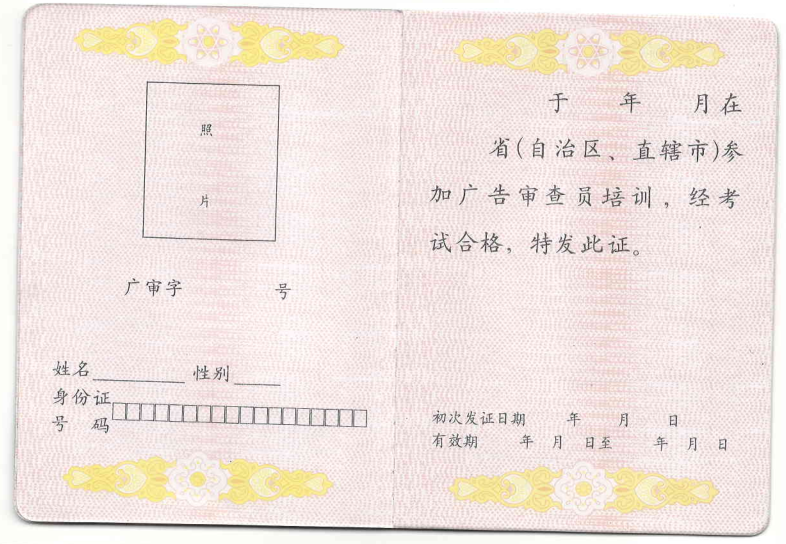 照
片
广审字 号
姓名 性别
身份证
号 码
于 年 月在
省(自治区、直辖市)参
加广告审查员培训，经考
试合格，特发此证。
初次发证日期 年 月 日
有效期 年 月 日至 年 月 日